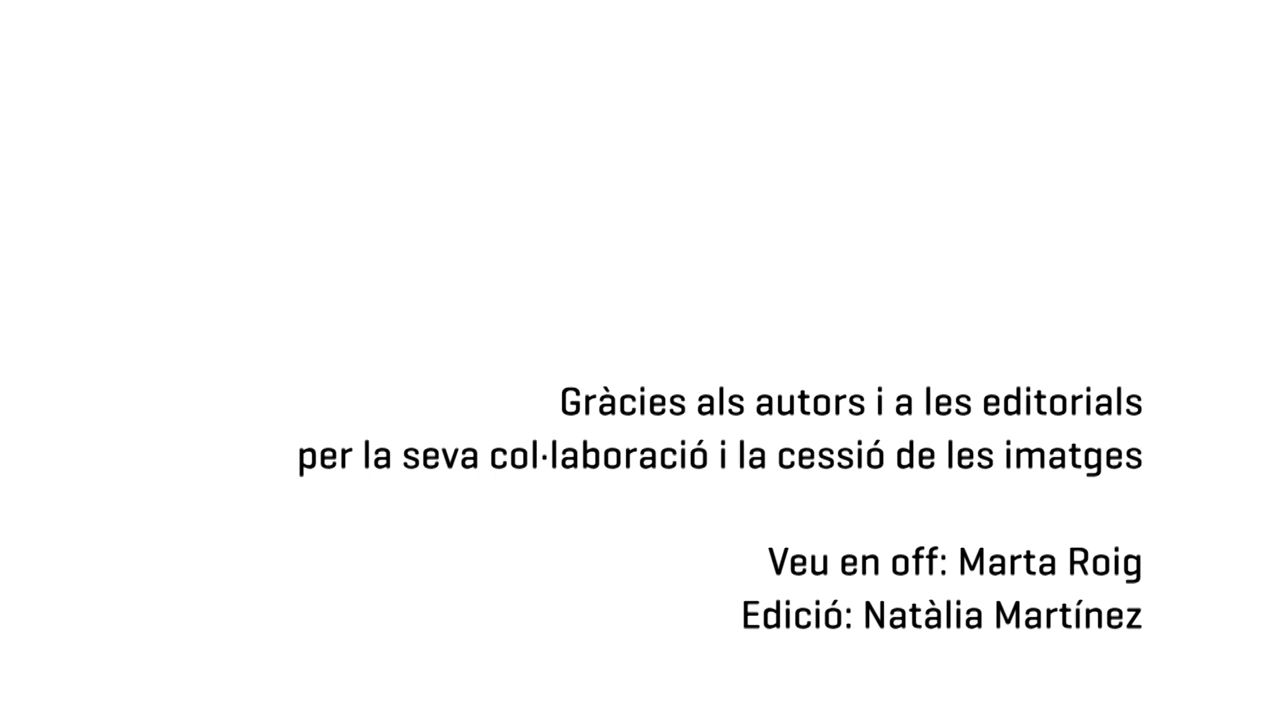 Gràcies als autors i a les editorials
per la seva col·laboració i la cessió de les imatges
Veu en off: Marta Roig
Edició: Natàlia Martínez